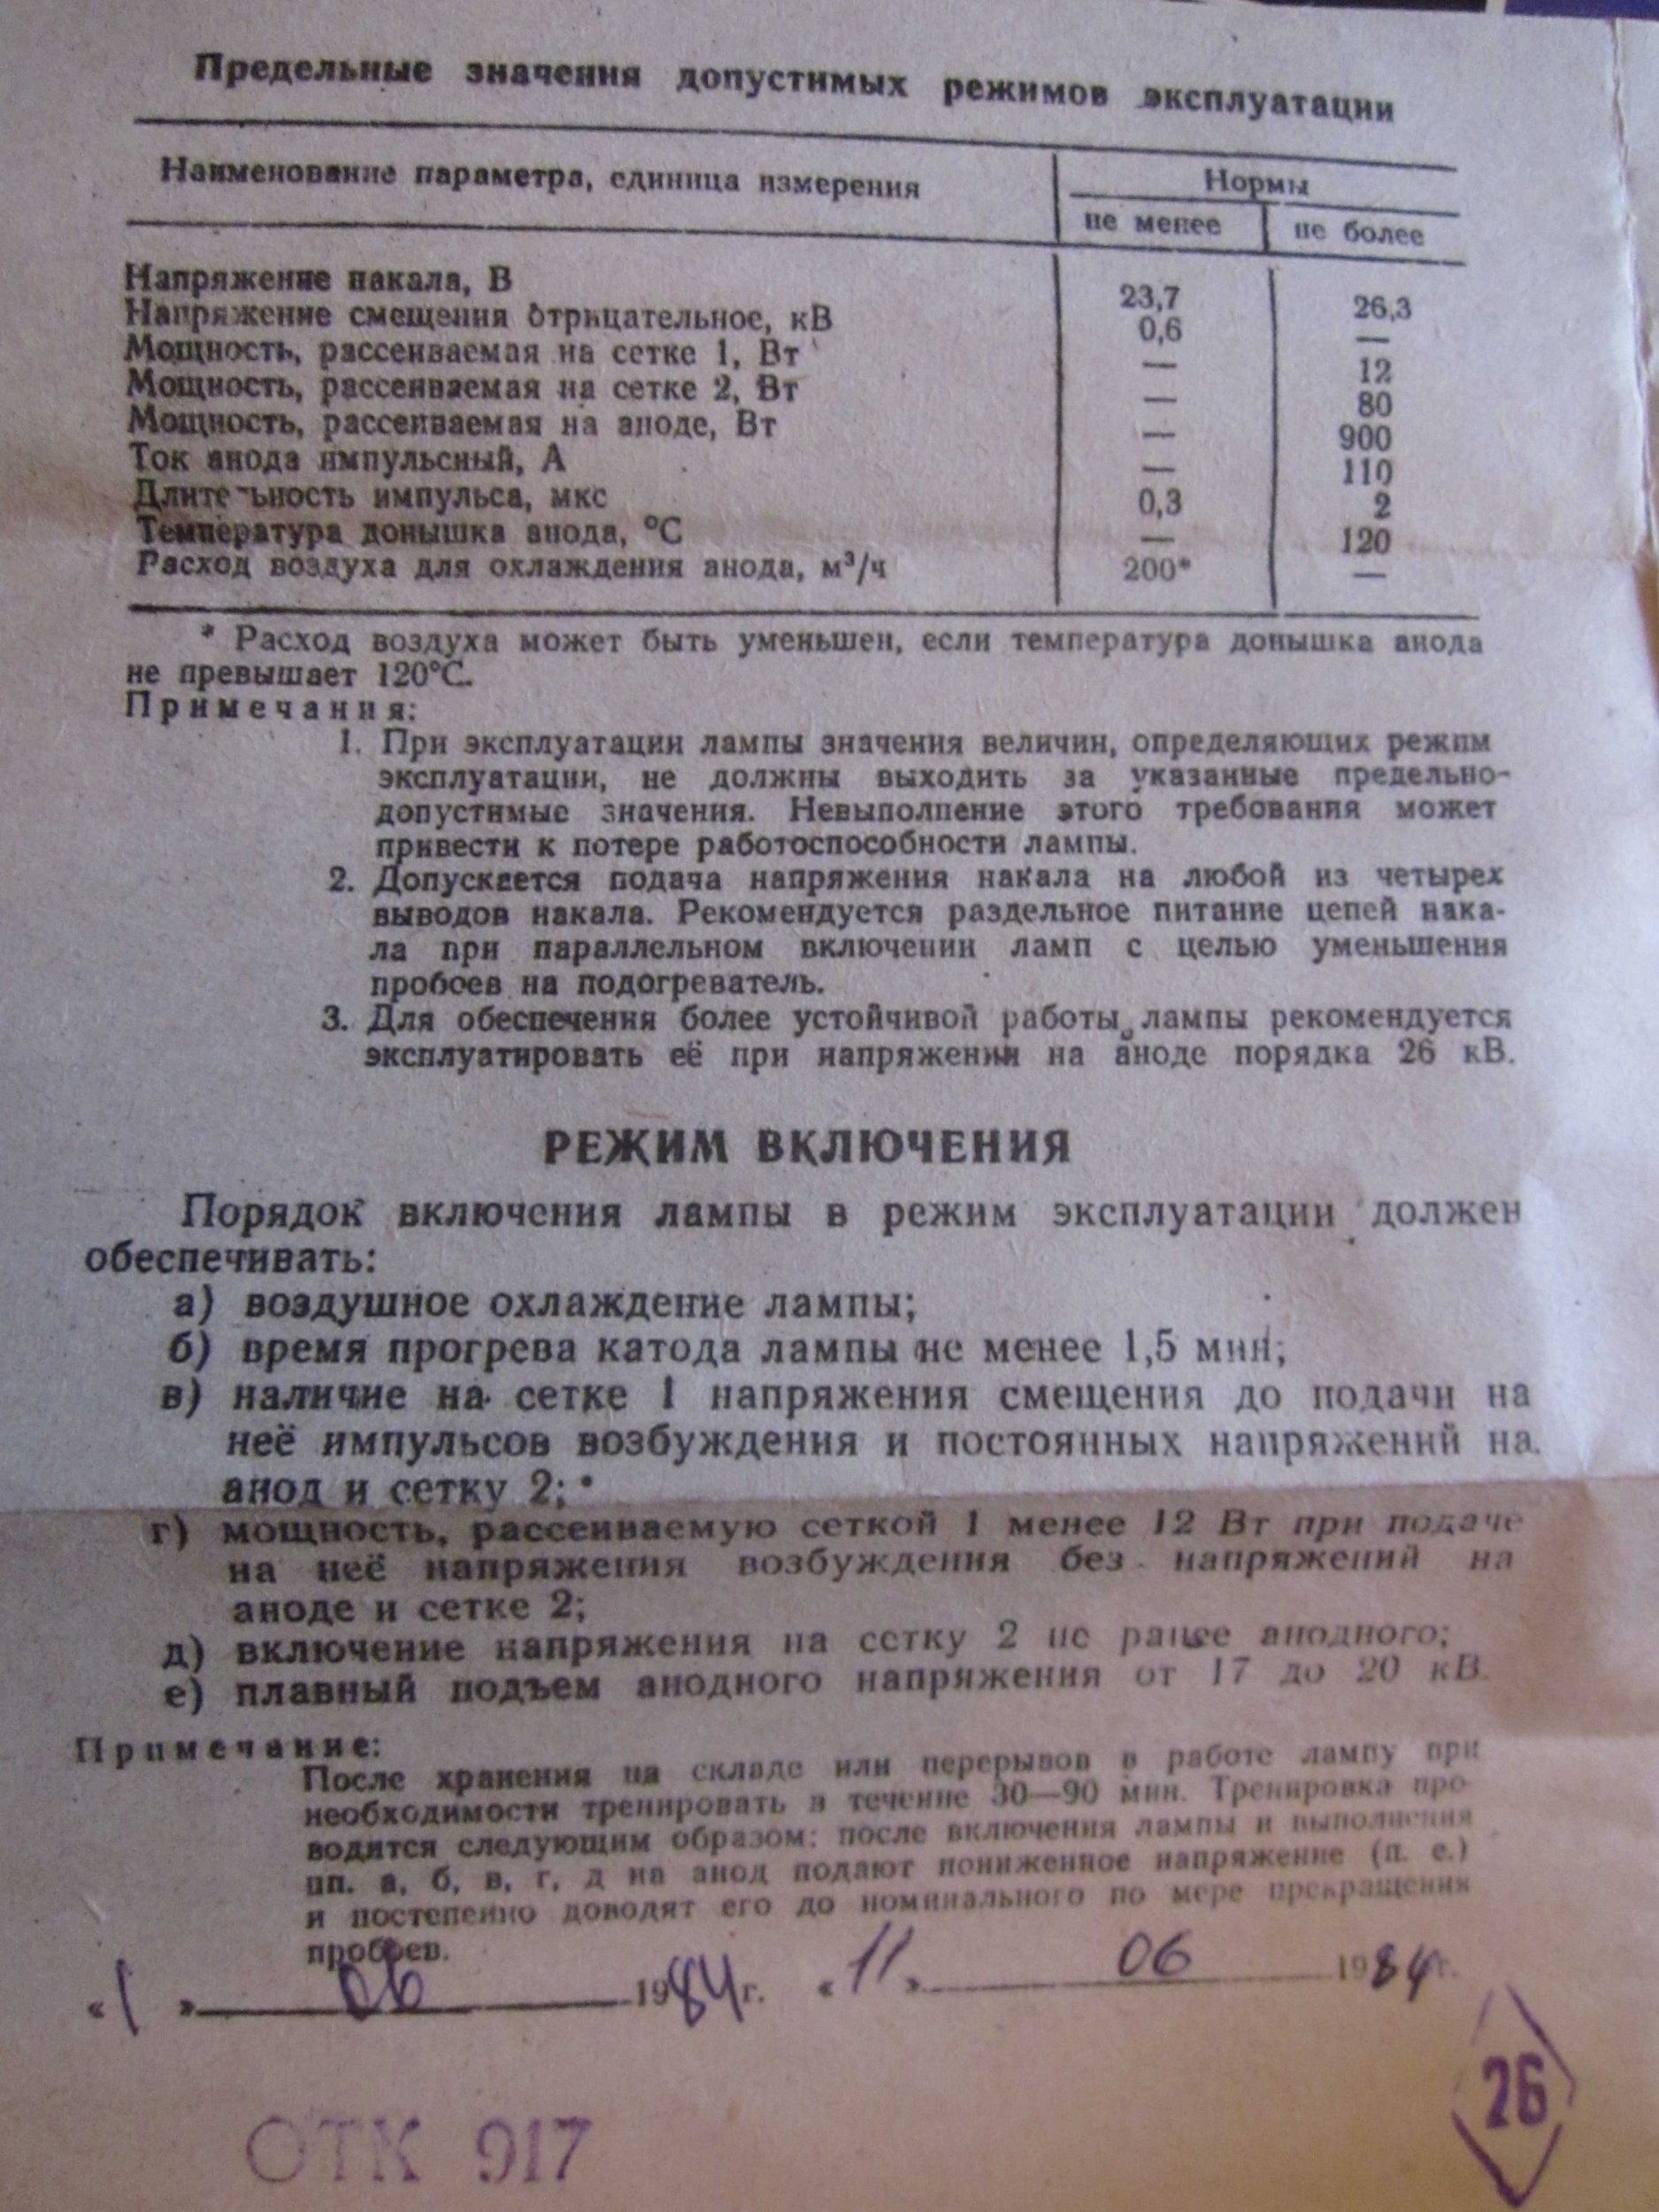 Предельные значения допустимых режимов эксплуатации
Наименование параметра, единица измерения
Нормы
не менее не более
Напряжение накала, В 23,7 26,3
Напряжение смещения отрицательное, кВ 0,6 —
Мощность, рассеиваемая на сетке 1, Вт — 12
Мощность, рассеиваемая на сетке 2, Вт — 80
Мощность, рассеиваемая на аноде, Вт — 900
Ток анода импульсный, А — 110
Длительность импульса, мкс 0,3 2
Температура донышка анода, °С — 120
Расход воздуха для охлаждения анода, м³/ч 200* —
* Расход воздуха может быть уменьшен, если температура донышка анода
не превышает 120°С.
Примечания:
1. При эксплуатации лампы значения величин, определяющих режим
эксплуатации, не должны выходить за указанные предельно-
допустимые значения. Невыполнение этого требования может
привести к потере работоспособности лампы.
2. Допускается подача напряжения накала на любой из четырех
выводов накала. Рекомендуется раздельное питание цепей нака-
ла при параллельном включении ламп с целью уменьшения
пробоев на подогреватель.
3. Для обеспечения более устойчивой работы лампы рекомендуется
эксплуатировать её при напряжении на аноде порядка 26 кВ.
РЕЖИМ ВКЛЮЧЕНИЯ
Порядок включения лампы в режим эксплуатации должен
обеспечивать:
а) воздушное охлаждение лампы;
б) время прогрева катода лампы не менее 1,5 мин;
в) наличие на сетке 1 напряжения смещения до подачи на
неё импульсов возбуждения и постоянных напряжений на
анод и сетку 2;
г) мощность, рассеиваемую сеткой 1 менее 12 Вт при подаче
на неё напряжения возбуждения без напряжений на
аноде и сетке 2;
д) включение напряжения на сетку 2 не ранее анодного;
е) плавный подъем анодного напряжения от 17 до 20 кВ.
Примечание:
После хранения на складе или перерывов в работе лампу при
необходимости тренировать в течение 30—90 мин. Тренировка про-
водится следующим образом: после включения лампы и выполнения
пп. а, б, в, г, д на анод подают пониженное напряжение (п. е.)
и постепенно доводят его до номинального по мере прекращения
пробоев.
«1» 06 1984г. «11» 06 1984г.
26
ОТК 917